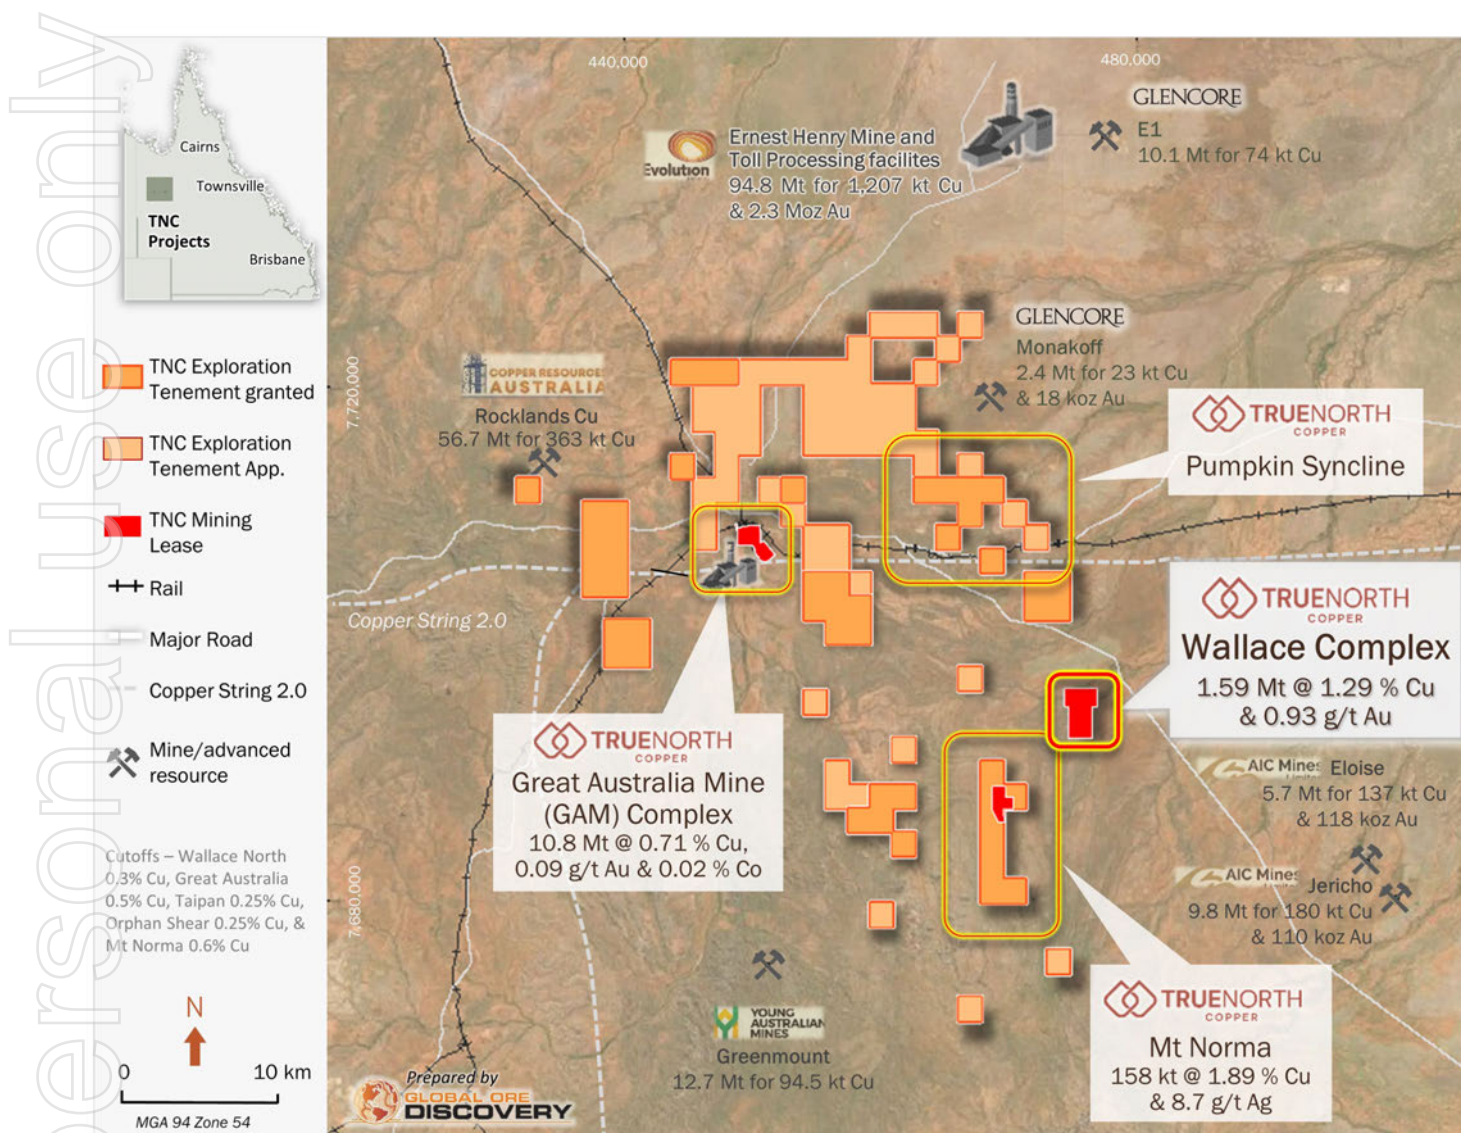 personal use only
440,000
480,000
7,720,000
7,680,000
Cairns
Townsville
TNC
Projects
Brisbane
TNC Exploration
Tenement granted
TNC Exploration
Tenement App.
TNC Mining
Lease
Rail
Major Road
Copper String 2.0
Mine/advanced
resource
Cutoffs – Wallace North
0.3% Cu, Great Australia
0.5% Cu, Taipan 0.25% Cu,
Orphan Shear 0.25% Cu, &
Mt Norma 0.6% Cu
N
0 10 km
MGA 94 Zone 54
Evolution
Ernest Henry Mine and
Toll Processing facilites
94.8 Mt for 1,207 kt Cu
& 2.3 Moz Au
GLENCORE
E1
10.1 Mt for 74 kt Cu
GLENCORE
Monakoff
2.4 Mt for 23 kt Cu
& 18 koz Au
COPPER RESOURCES
AUSTRALIA
Rocklands Cu
56.7 Mt for 363 kt Cu
TRUENORTH
COPPER
Pumpkin Syncline
Copper String 2.0
TRUENORTH
COPPER
Wallace Complex
1.59 Mt @ 1.29 % Cu
& 0.93 g/t Au
TRUENORTH
COPPER
Great Australia Mine
(GAM) Complex
10.8 Mt @ 0.71 % Cu,
0.09 g/t Au & 0.02 % Co
AIC Mines
Eloise
5.7 Mt for 137 kt Cu
& 118 koz Au
AIC Mines
Jericho
9.8 Mt for 180 kt Cu
& 110 koz Au
TRUENORTH
COPPER
Mt Norma
158 kt @ 1.89 % Cu
& 8.7 g/t Ag
YOUNG
AUSTRALIAN
MINES
Greenmount
12.7 Mt for 94.5 kt Cu
Prepared by
GLOBAL ORE
DISCOVERY